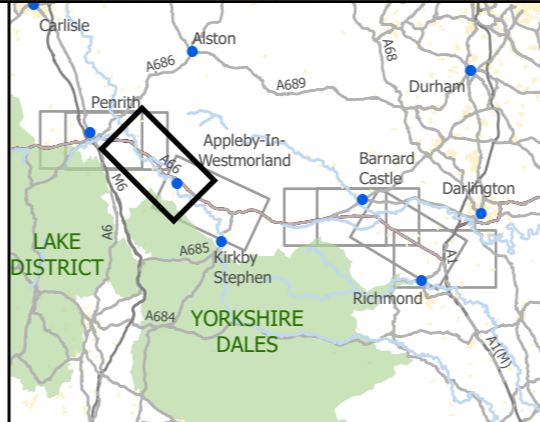 Carlisle
Alston
A686
A68
A689
Durham
Penrith
Appleby-In-
Westmorland
A66
Barnard
Castle
Darlington
M6
A6
LAKE
DISTRICT
A685
Kirkby
Stephen
A1
Richmond
A684
YORKSHIRE
DALES
A1(M)